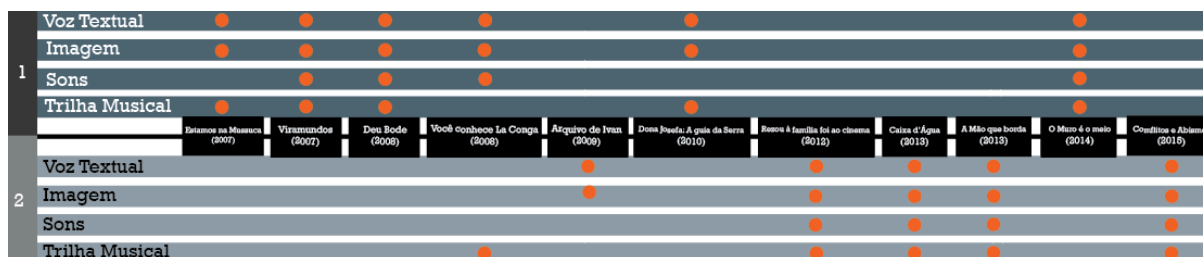 1
Voz Textual
Imagem
Sons
Trilha Musical
Estamos na Mussuca (2007)
Viramundos (2007)
Deu Bode (2008)
Você conhece La Conga (2008)
Arquivo de Ivan (2009)
Dona Josefa: A guia da Serra (2010)
Rezou à família foi ao cinema (2012)
Caixa d'Água (2013)
A Mão que borda (2013)
O Muro é o meio (2014)
Conflitos e Abism (2015)
2
Voz Textual
Imagem
Sons
Trilha Musical